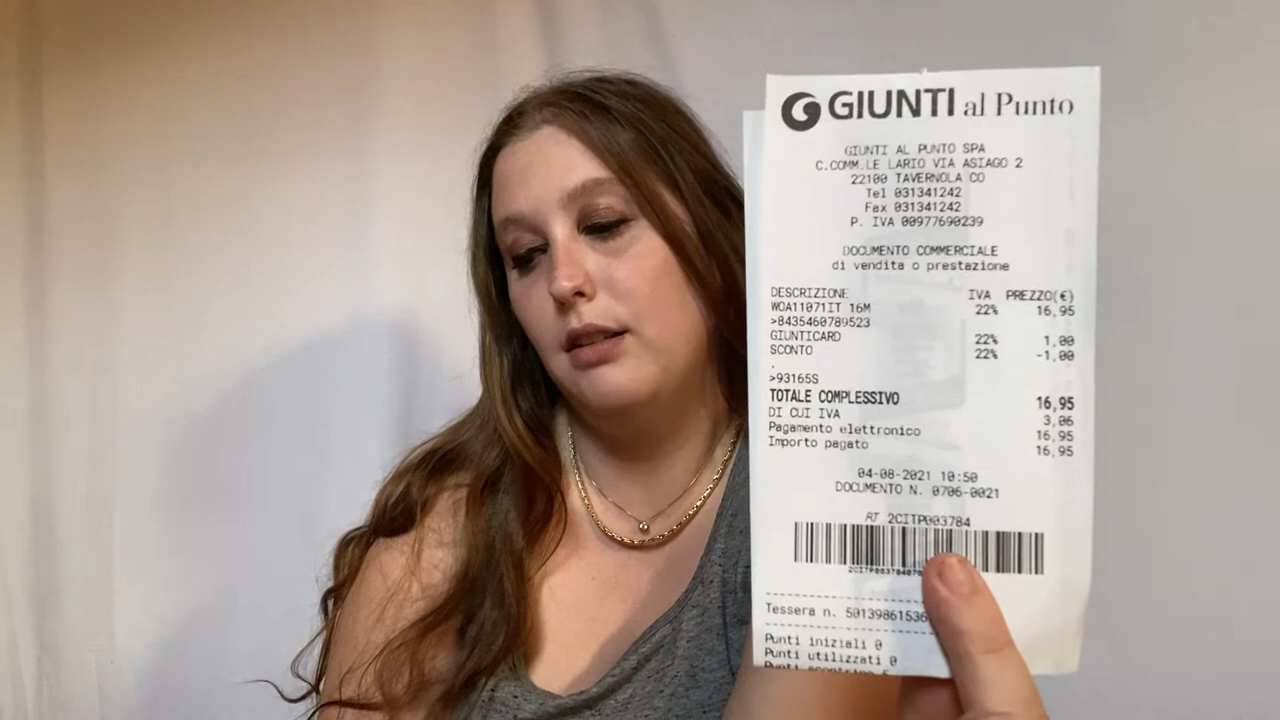 GIUNTI al Punto
GIUNTI AL PUNTO SPA
C.COMM.LE LARIO VIA ASIAGO 2
22100 TAVERNOLA CO
Tel 031341242
Fax 031341242
P. IVA 00977690239
DOCUMENTO COMMERCIALE
di vendita o prestazione
DESCRIZIONE IVA PREZZO(€)
WOA11071IT 16M 22% 16,95
>8435460789523
GIUNTICARD 22% 1,00
SCONTO 22% -1,00
.
>93165S
TOTALE COMPLESSIVO 16,95
DI CUI IVA 3,06
Pagamento elettronico 16,95
Importo pagato 16,95
04-08-2021 10:50
DOCUMENTO N. 0706-0021
RT 2CITP003784
Tessera n. 50139861536
Punti iniziali 0
Punti utilizzati 0